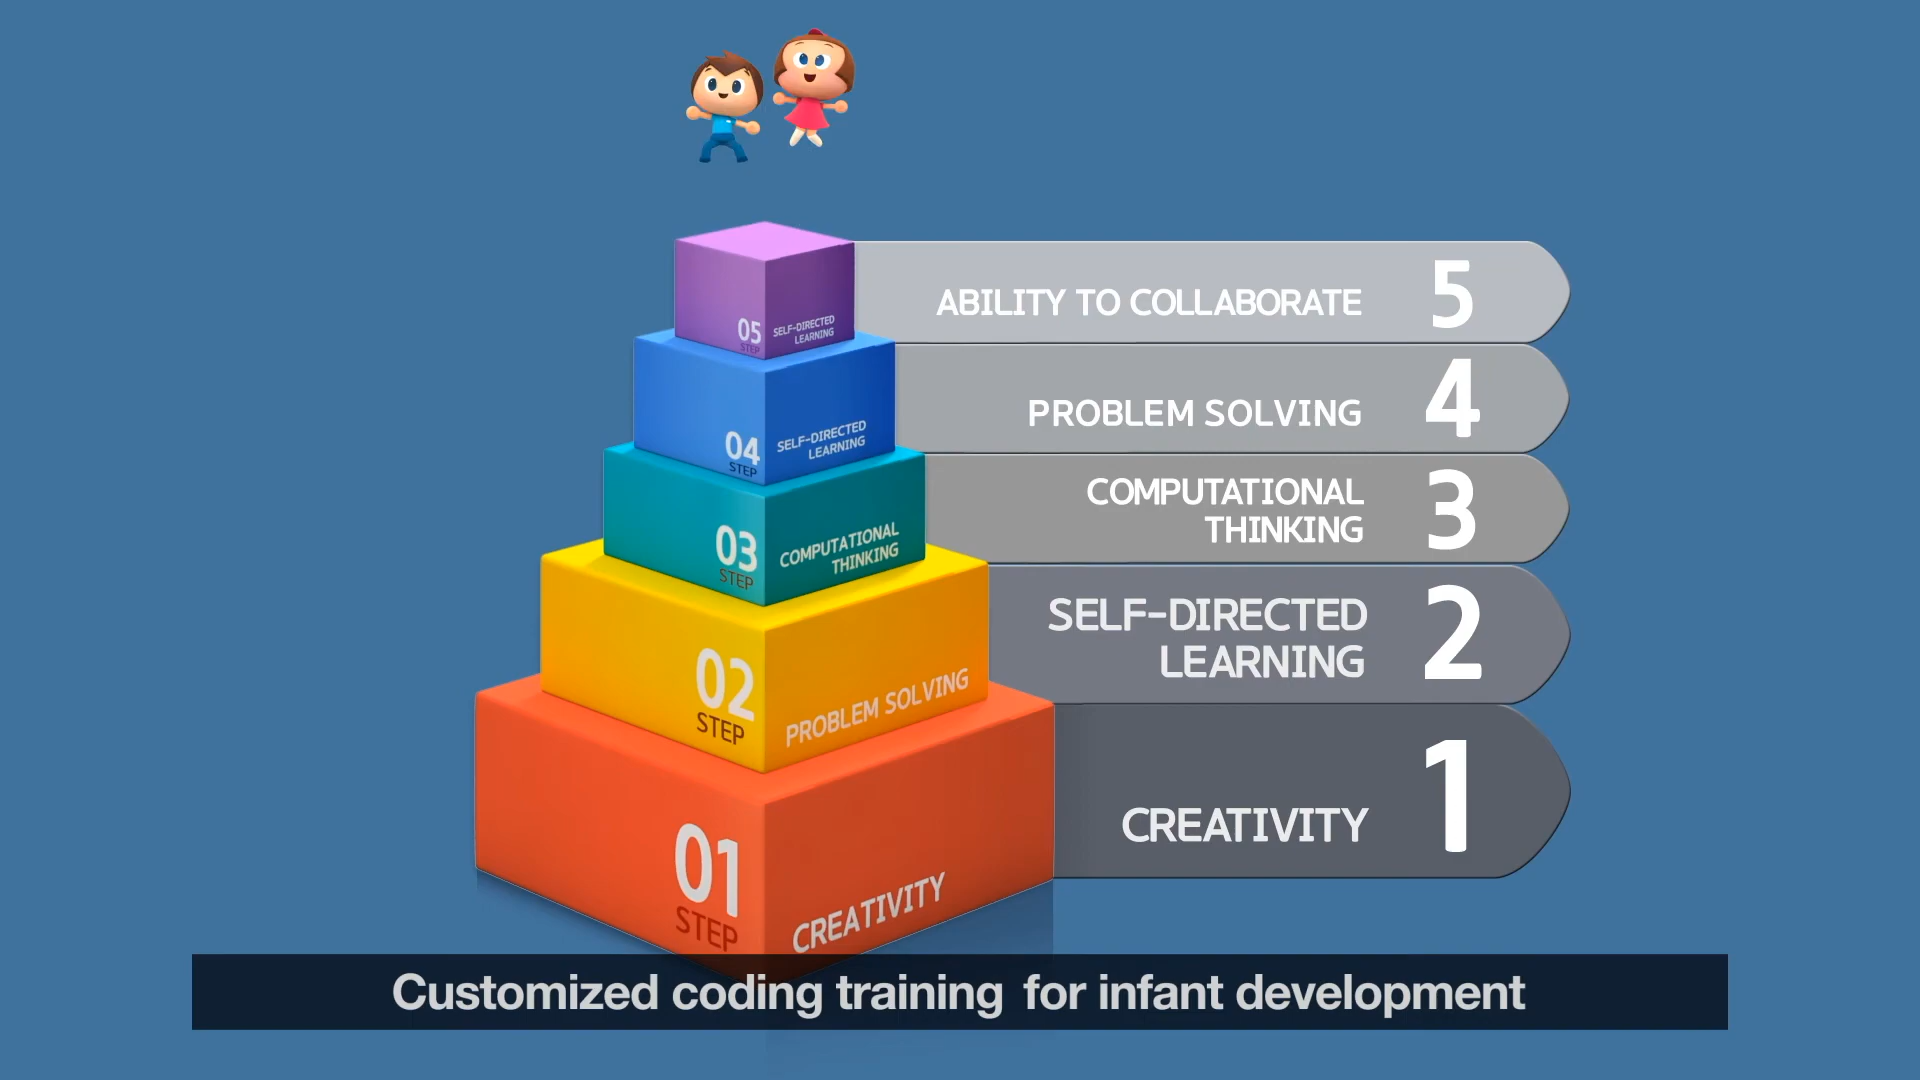 05
STEP
SELF-DIRECTED
LEARNING
ABILITY TO COLLABORATE
5
04
STEP
SELF-DIRECTED
LEARNING
PROBLEM SOLVING
4
03
STEP
COMPUTATIONAL
THINKING
COMPUTATIONAL
THINKING
3
02
STEP
PROBLEM SOLVING
SELF-DIRECTED
LEARNING
2
01
STEP
CREATIVITY
CREATIVITY
1
Customized coding training for infant development